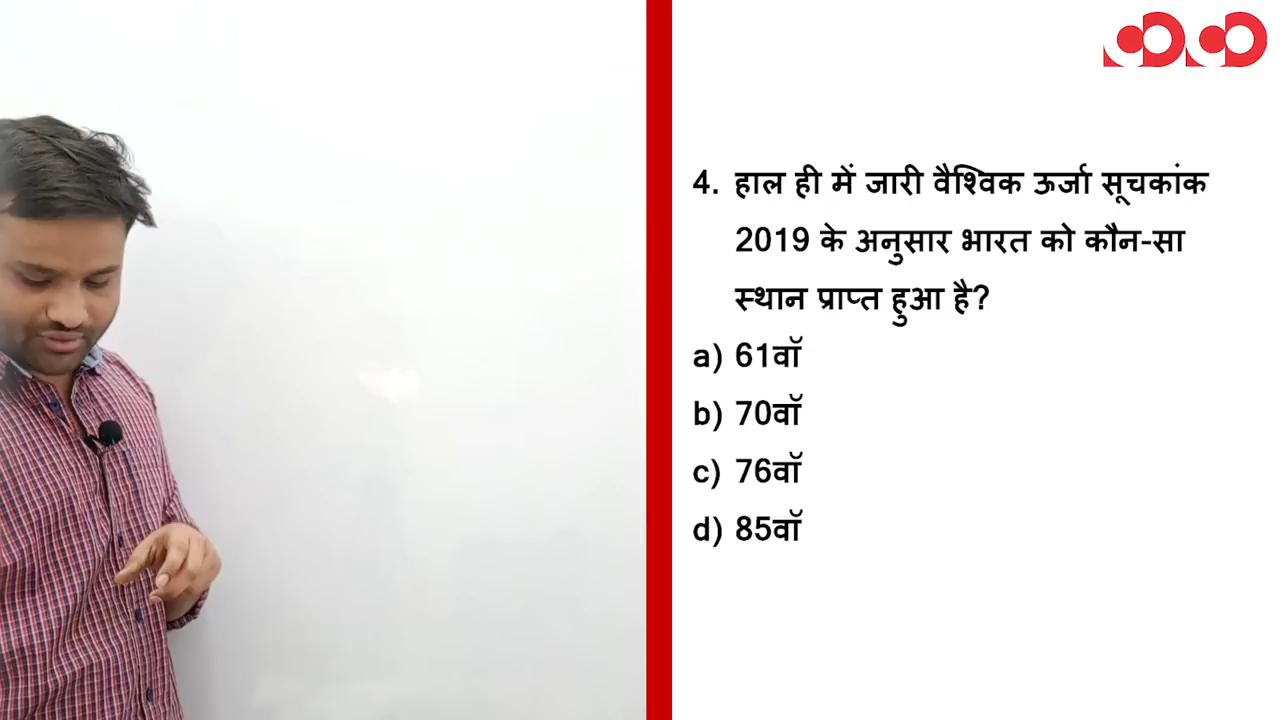 4. हाल ही में जारी वैश्विक ऊर्जा सूचकांक
2019 के अनुसार भारत को कौन-सा
स्थान प्राप्त हुआ है?
a) 61वॉ
b) 70वॉ
c) 76वॉ
d) 85वॉ